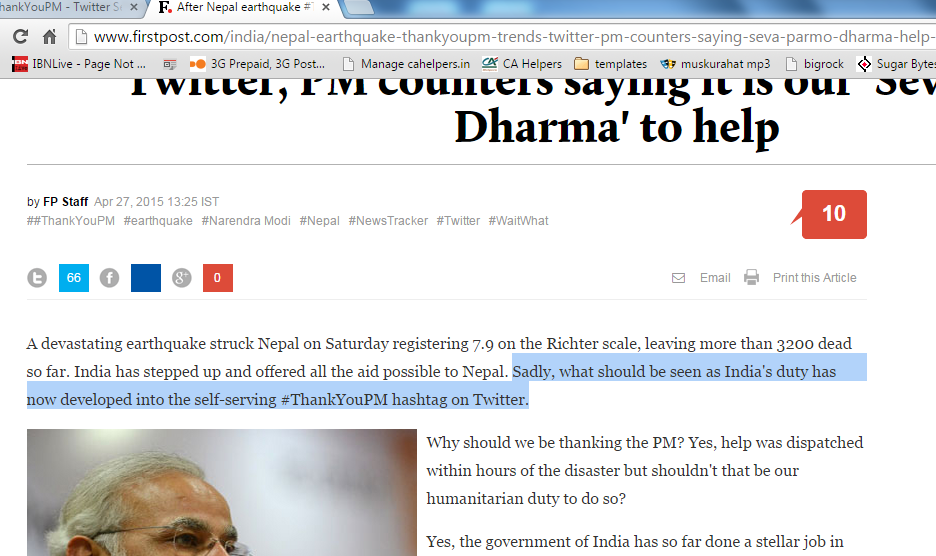 ThankYouPM - Twitter Se
After Nepal earthquake #T
www.firstpost.com/india/nepal-earthquake-thankyoupm-trends-twitter-pm-counters-saying-seva-parmo-dharma-help-
IBNLive - Page Not ... 3G Prepaid, 3G Post... Manage cahelpers.in CA Helpers templates muskurahat mp3 bigrock Sugar Bytes
Twitter, PM counters saying it is our 'Sev
Dharma' to help
by FP Staff Apr 27, 2015 13:25 IST
10
##ThankYouPM #earthquake #Narendra Modi #Nepal #NewsTracker #Twitter #WaitWhat
66 0 Email Print this Article
A devastating earthquake struck Nepal on Saturday registering 7.9 on the Richter scale, leaving more than 3200 dead
so far. India has stepped up and offered all the aid possible to Nepal. Sadly, what should be seen as India's duty has
now developed into the self-serving #ThankYouPM hashtag on Twitter.
Why should we be thanking the PM? Yes, help was dispatched
within hours of the disaster but shouldn't that be our
humanitarian duty to do so?
Yes, the government of India has so far done a stellar job in